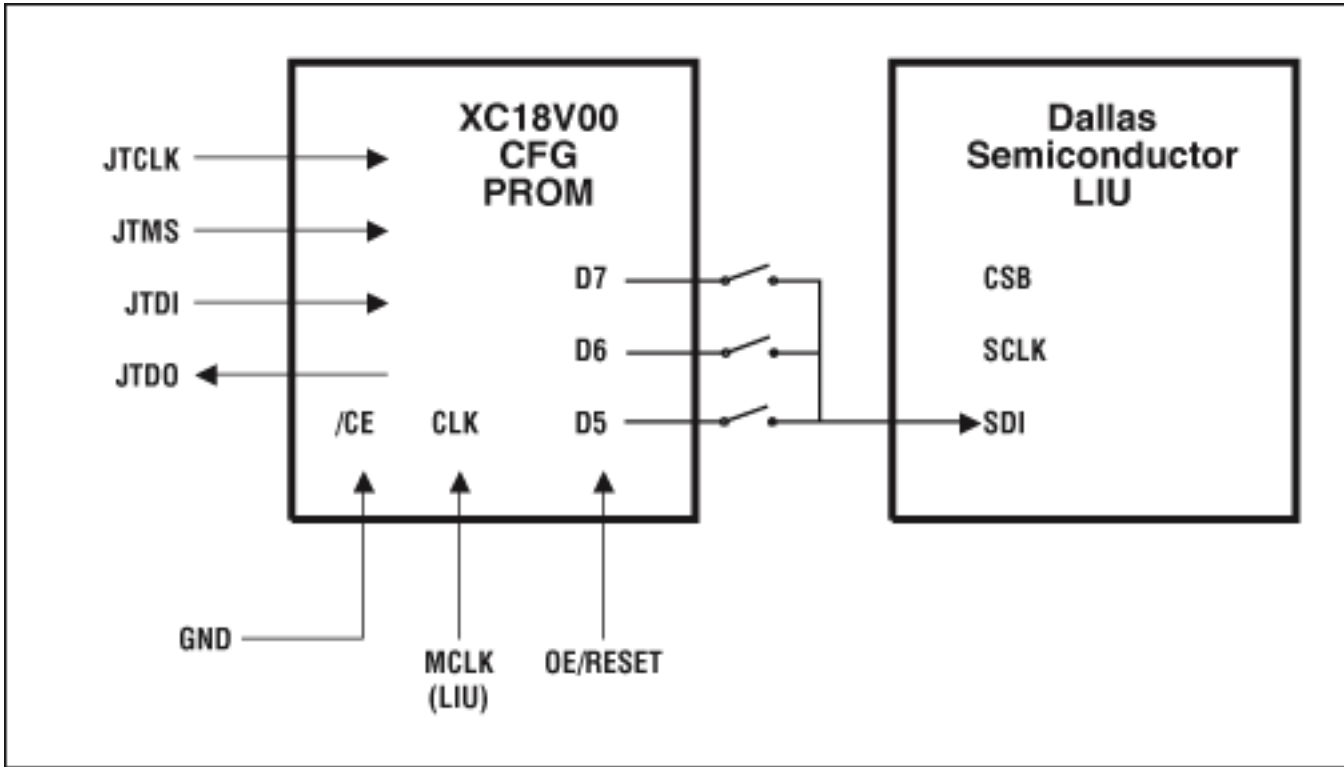 XC18V00
CFG
PROM
Dallas
Semiconductor
LIU
JTCLK
JTMS
JTDI
JTDO
D7
D6
D5
/CE
CLK
CSB
SCLK
SDI
GND
MCLK
(LIU)
OE/RESET